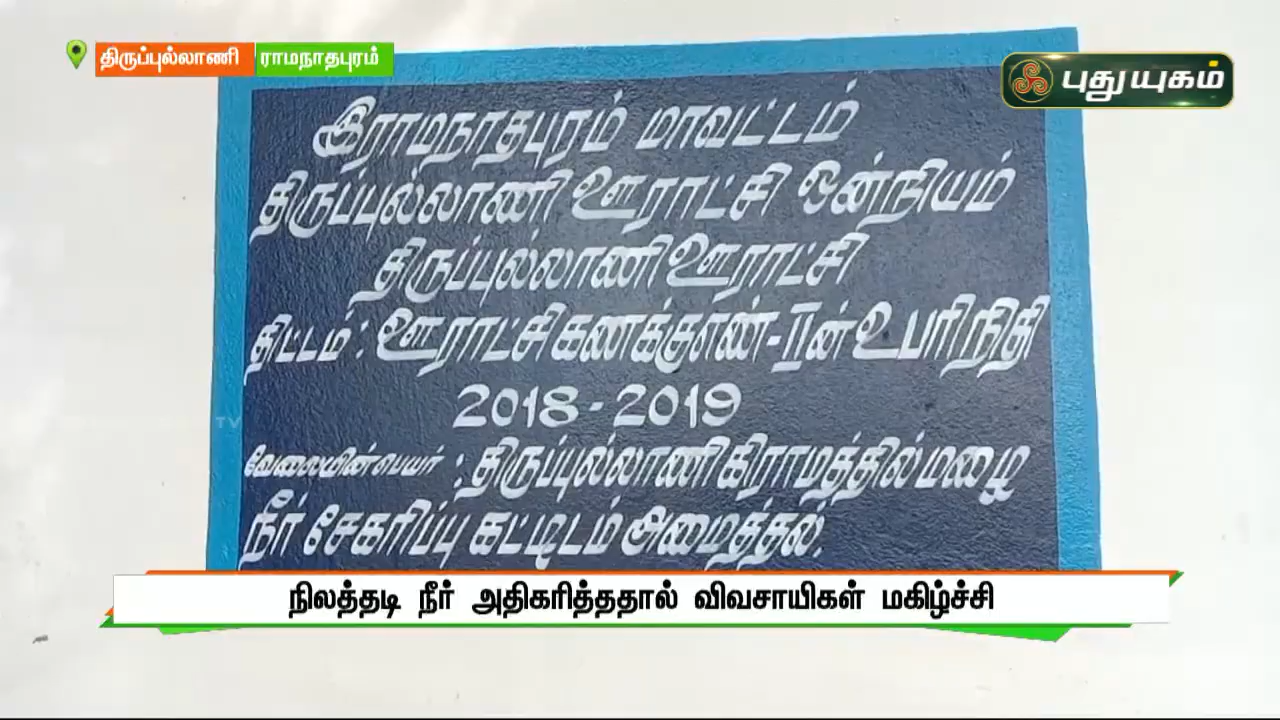 திருப்புல்லாணி ராமநாதபுரம்
புதுயுகம்
இராமநாதபுரம் மாவட்டம்
திருப்புல்லாணி ஊராட்சி ஒன்றியம்
திருப்புல்லாணி ஊராட்சி
திட்டம் : ஊராட்சி கணக்குஎண்-IIன் உபரி நிதி
2018 - 2019
வேலையின் பெயர் : திருப்புல்லாணி கிராமத்தில் மழை
நீர் சேகரிப்பு கட்டிடம் அமைத்தல்.
நிலத்தடி நீர் அதிகரித்ததால் விவசாயிகள் மகிழ்ச்சி